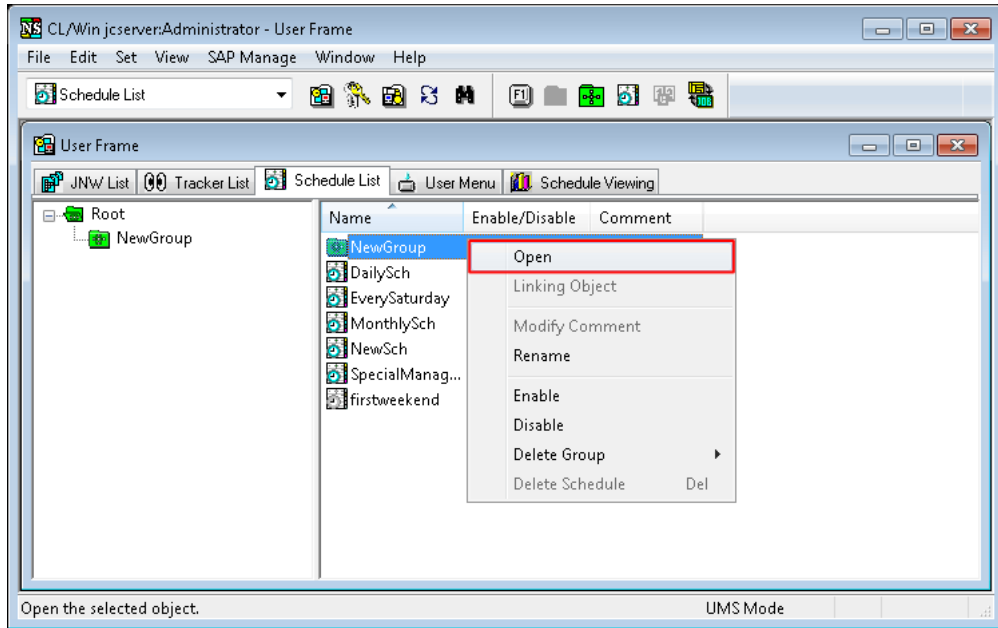 CL/Win jcserver:Administrator - User Frame
File Edit Set View SAP Manage Window Help
Schedule List
User Frame
JNW List Tracker List Schedule List User Menu Schedule Viewing
Root
NewGroup
Name Enable/Disable Comment
NewGroup
DailySch
EverySaturday
MonthlySch
NewSch
SpecialManag...
firstweekend
Open
Linking Object
Modify Comment
Rename
Enable
Disable
Delete Group
Delete Schedule Del
Open the selected object. UMS Mode